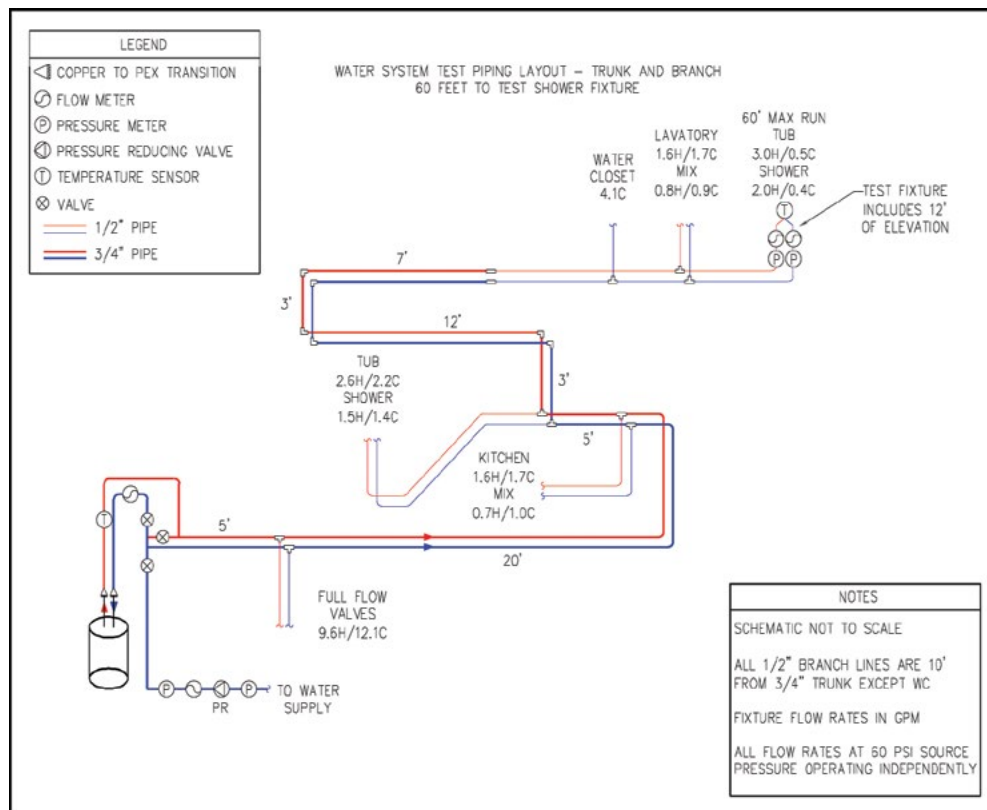 LEGEND
COPPER TO PEX TRANSITION
FLOW METER
P PRESSURE METER
PRESSURE REDUCING VALVE
T TEMPERATURE SENSOR
VALVE
1/2" PIPE
3/4" PIPE
WATER SYSTEM TEST PIPING LAYOUT – TRUNK AND BRANCH
60 FEET TO TEST SHOWER FIXTURE
WATER
CLOSET
4.1C
LAVATORY
1.6H/1.7C
MIX
0.8H/0.9C
60' MAX RUN
TUB
3.0H/0.5C
SHOWER
2.0H/0.4C
T
P P
TEST FIXTURE
INCLUDES 12'
OF ELEVATION
7'
3'
12'
3'
TUB
2.6H/2.2C
SHOWER
1.5H/1.4C
5'
KITCHEN
1.6H/1.7C
MIX
0.7H/1.0C
T
5'
20'
FULL FLOW
VALVES
9.6H/12.1C
P P
TO WATER
SUPPLY
PR
NOTES
SCHEMATIC NOT TO SCALE
ALL 1/2" BRANCH LINES ARE 10'
FROM 3/4" TRUNK EXCEPT WC
FIXTURE FLOW RATES IN GPM
ALL FLOW RATES AT 60 PSI SOURCE
PRESSURE OPERATING INDEPENDENTLY